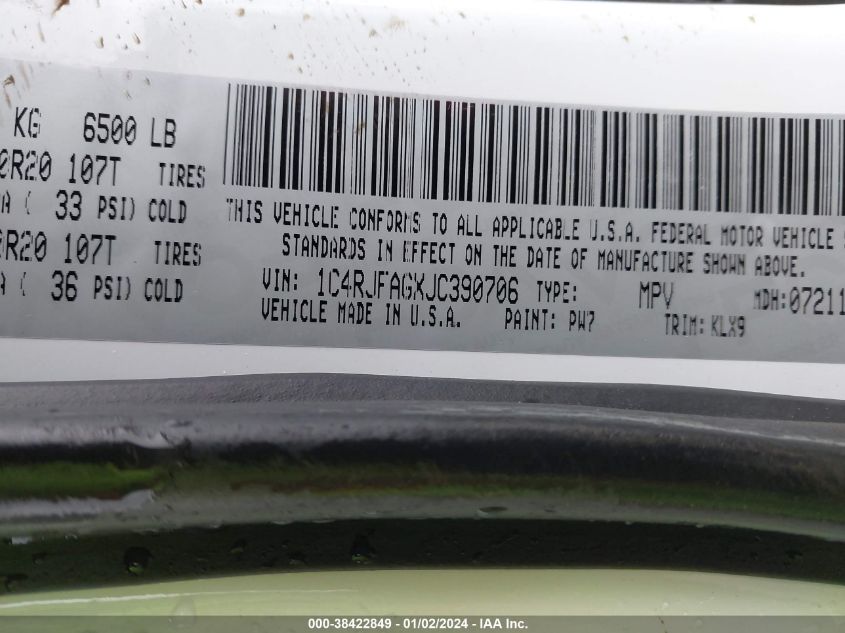 KG 6500 LB
0R20 107T TIRES
A ( 33 PSI) COLD
0R20 107T TIRES
A ( 36 PSI) COLD
THIS VEHICLE CONFORMS TO ALL APPLICABLE U.S.A. FEDERAL MOTOR VEHICLE
STANDARDS IN EFFECT ON THE DATE OF MANUFACTURE SHOWN ABOVE.
VIN: 1C4RJFAGXJC390706 TYPE: MPV MDH:07211
VEHICLE MADE IN U.S.A. PAINT: PW7 TRIM: KLX9
000-38422849 - 01/02/2024 - IAA Inc.